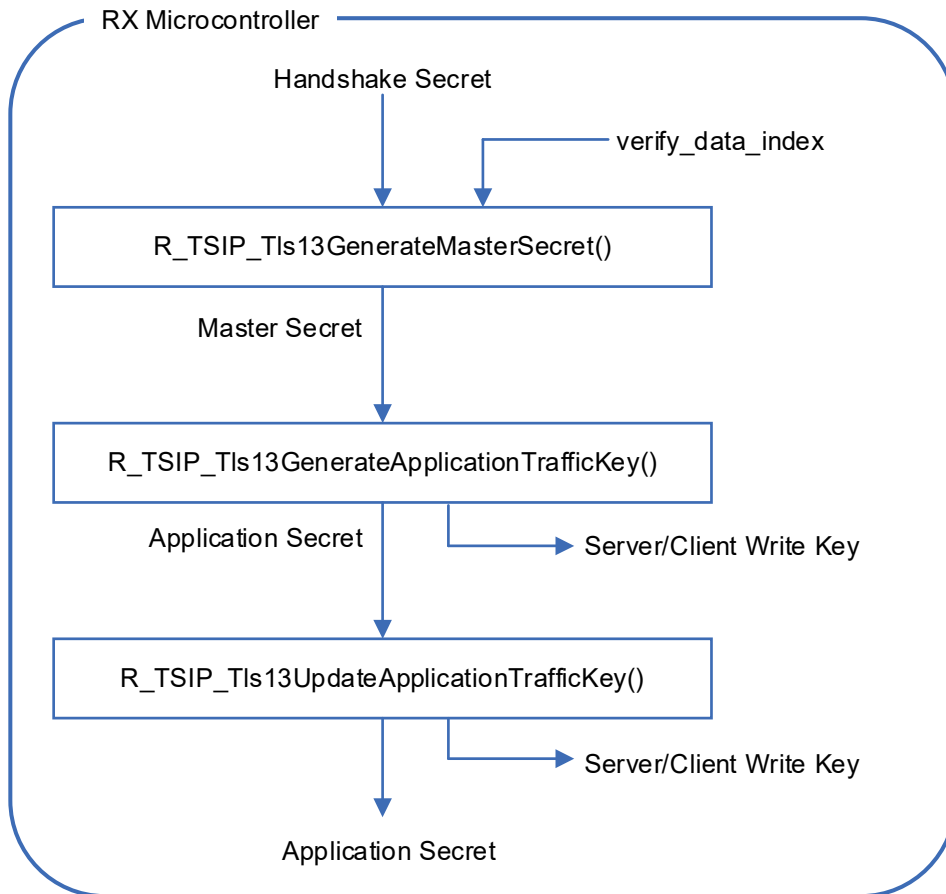 RX Microcontroller
Handshake Secret
verify_data_index
R_TSIP_Tls13GenerateMasterSecret()
Master Secret
R_TSIP_Tls13GenerateApplicationTrafficKey()
Application Secret
Server/Client Write Key
R_TSIP_Tls13UpdateApplicationTrafficKey()
Server/Client Write Key
Application Secret